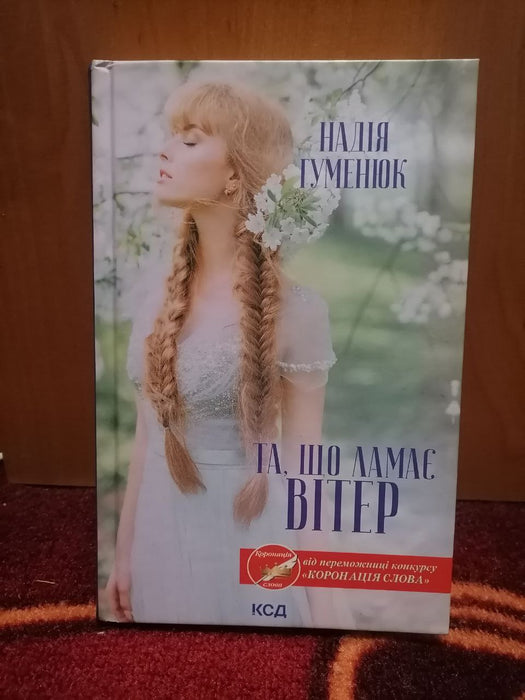 НАДІЯ
ГУМЕНЮК
ТА, ЩО ЛАМАЄ
ВІТЕР
Коронація
слова
від переможниці конкурсу
«КОРОНАЦІЯ СЛОВА»
КСД